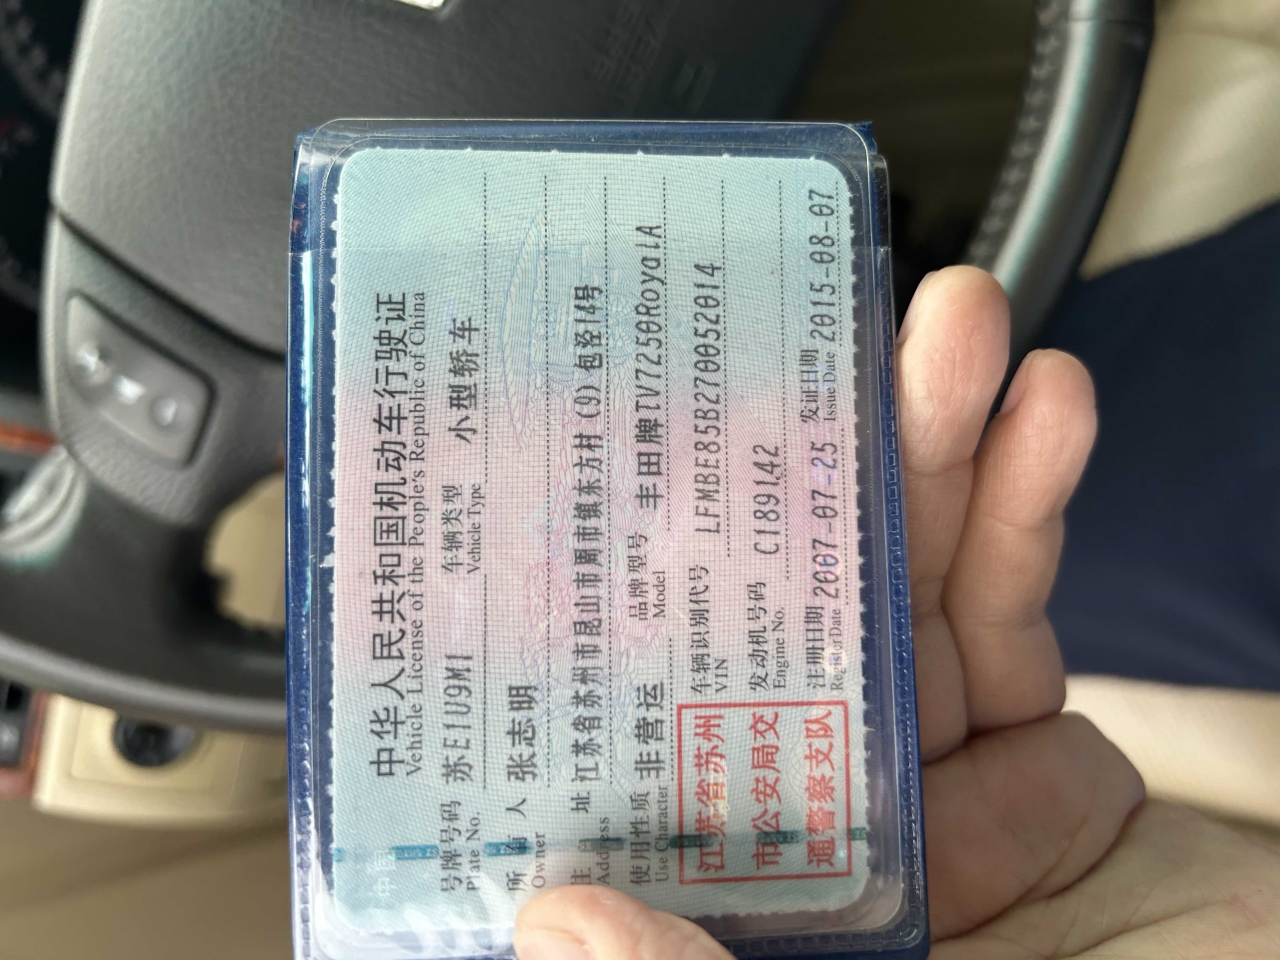 中华人民共和国机动车行驶证
Vehicle License of the People's Republic of China
号牌号码 苏E1U9M1 车辆类型 小型轿车
Plate No. Vehicle Type
所有人 张志明
Owner
住址 江苏省苏州市昆山市周市镇东方村(9)包泾14号
Address
使用性质 非营运 品牌型号 丰田牌TV7250RoyalA
Use Character Model
江苏省苏州
市公安局交
通警察支队
车辆识别代号 LFMBE85B270052014
VIN
发动机号码 C189142
Engine No.
注册日期 2007-07-25 发证日期 2015-08-07
Register Date Issue Date